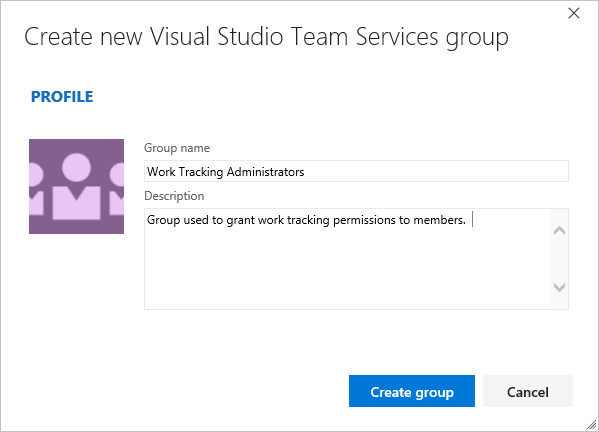 Create new Visual Studio Team Services group
PROFILE
Group name
Work Tracking Administrators
Description
Group used to grant work tracking permissions to members.
Create group
Cancel